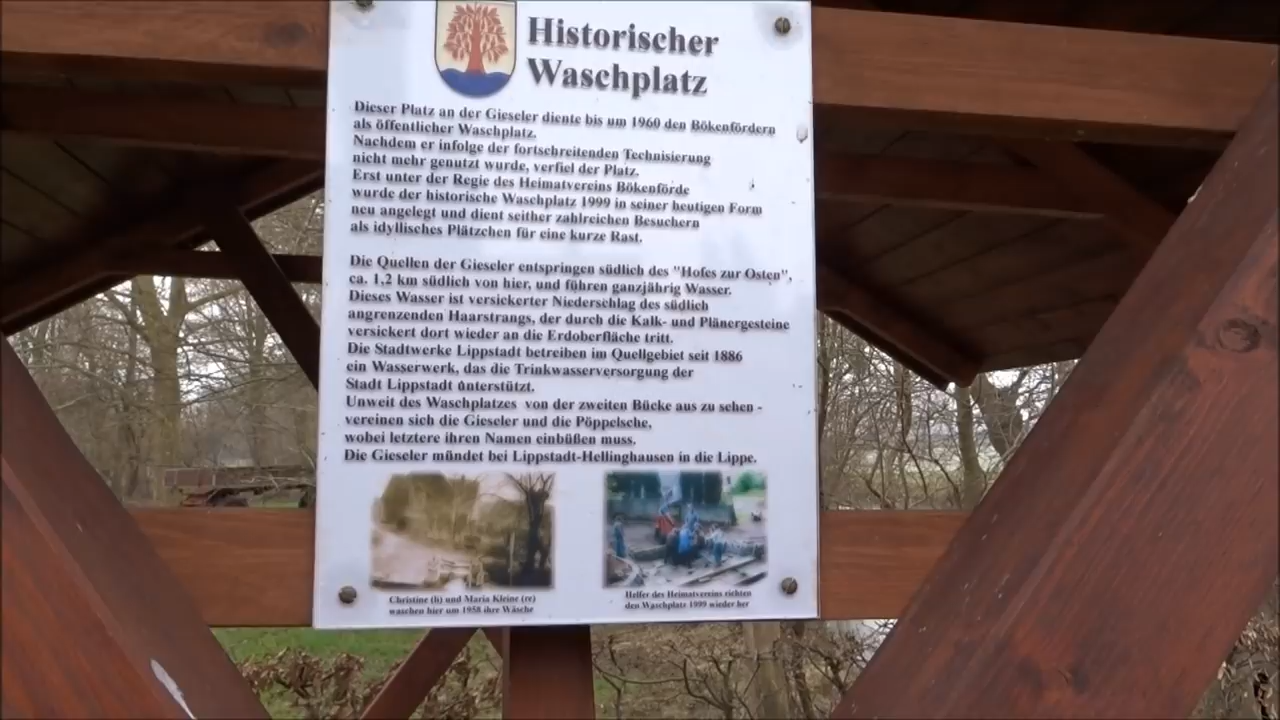 Historischer
Waschplatz
Dieser Platz an der Gieseler diente bis um 1960 den Bökenfördern
als öffentlicher Waschplatz.
Nachdem er infolge der fortschreitenden Technisierung
nicht mehr genutzt wurde, verfiel der Platz.
Erst unter der Regie des Heimatvereins Bökenförde
wurde der historische Waschplatz 1999 in seiner heutigen Form
neu angelegt und dient seither zahlreichen Besuchern
als idyllisches Plätzchen für eine kurze Rast.
Die Quellen der Gieseler entspringen südlich des "Hofes zur Osten",
ca. 1,2 km südlich von hier, und führen ganzjährig Wasser.
Dieses Wasser ist versickerter Niederschlag des südlich
angrenzenden Haarstrangs, der durch die Kalk- und Plänergesteine
versickert dort wieder an die Erdoberfläche tritt.
Die Stadtwerke Lippstadt betreiben im Quellgebiet seit 1886
ein Wasserwerk, das die Trinkwasserversorgung der
Stadt Lippstadt unterstützt.
Unweit des Waschplatzes von der zweiten Bücke aus zu sehen -
vereinen sich die Gieseler und die Pöppelsche,
wobei letztere ihren Namen einbüßen muss.
Die Gieseler mündet bei Lippstadt-Hellinghausen in die Lippe.
Christine (li) und Maria Kleine (re)
waschen hier um 1958 ihre Wäsche
Helfer des Heimatvereins richten
den Waschplatz 1999 wieder her